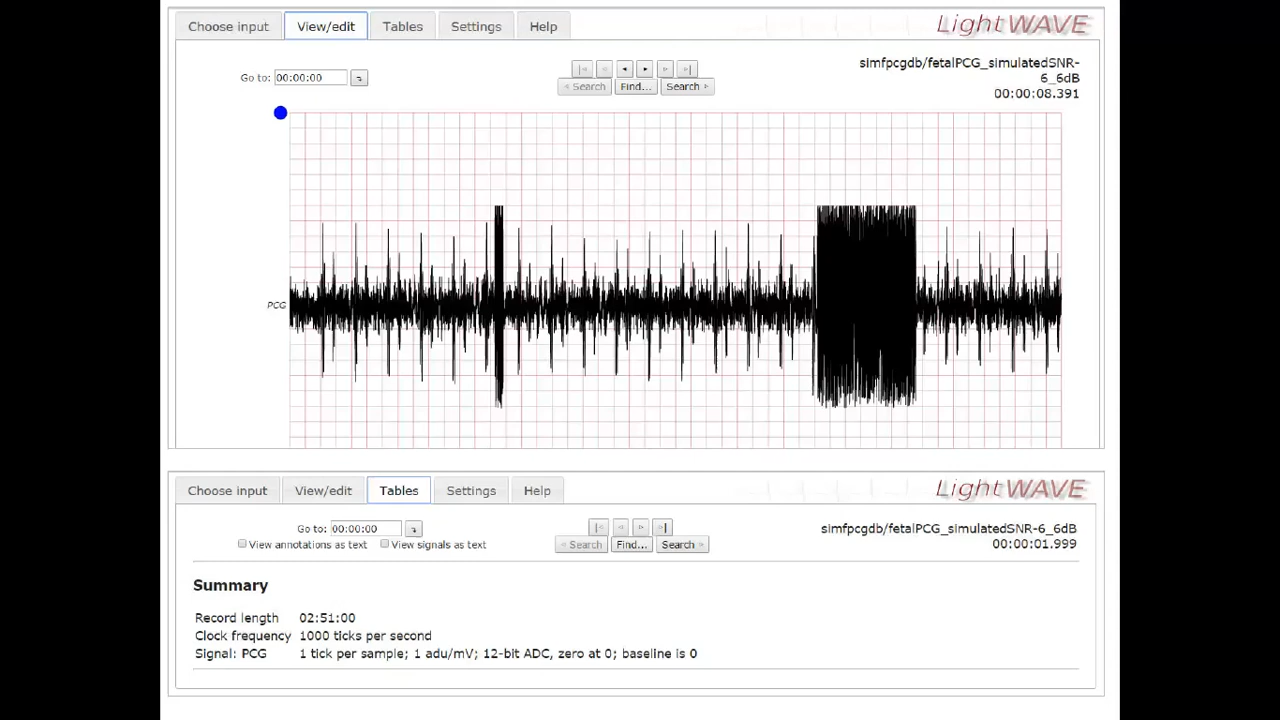 Choose input View/edit Tables Settings Help LightWAVE
Go to: 00:00:00
simfpcgdb/fetalPCG_simulatedSNR-
6_6dB
00:00:08.391
< Search Find... Search >
PCG
Choose input View/edit Tables Settings Help LightWAVE
Go to: 00:00:00
simfpcgdb/fetalPCG_simulatedSNR-6_6dB
View annotations as text View signals as text
< Search Find... Search >
00:00:01.999
Summary
Record length 02:51:00
Clock frequency 1000 ticks per second
Signal: PCG 1 tick per sample; 1 adu/mV; 12-bit ADC, zero at 0; baseline is 0